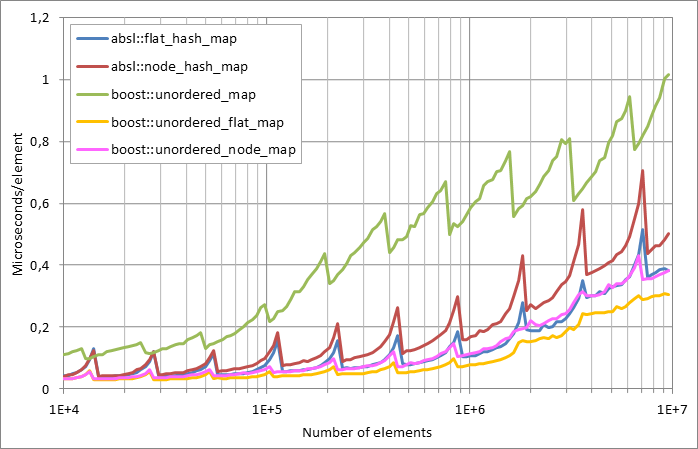 1,2
1
0,8
0,6
0,4
0,2
0
Microseconds/element
absl::flat_hash_map
absl::node_hash_map
boost::unordered_map
boost::unordered_flat_map
boost::unordered_node_map
1E+4
1E+5
1E+6
1E+7
Number of elements